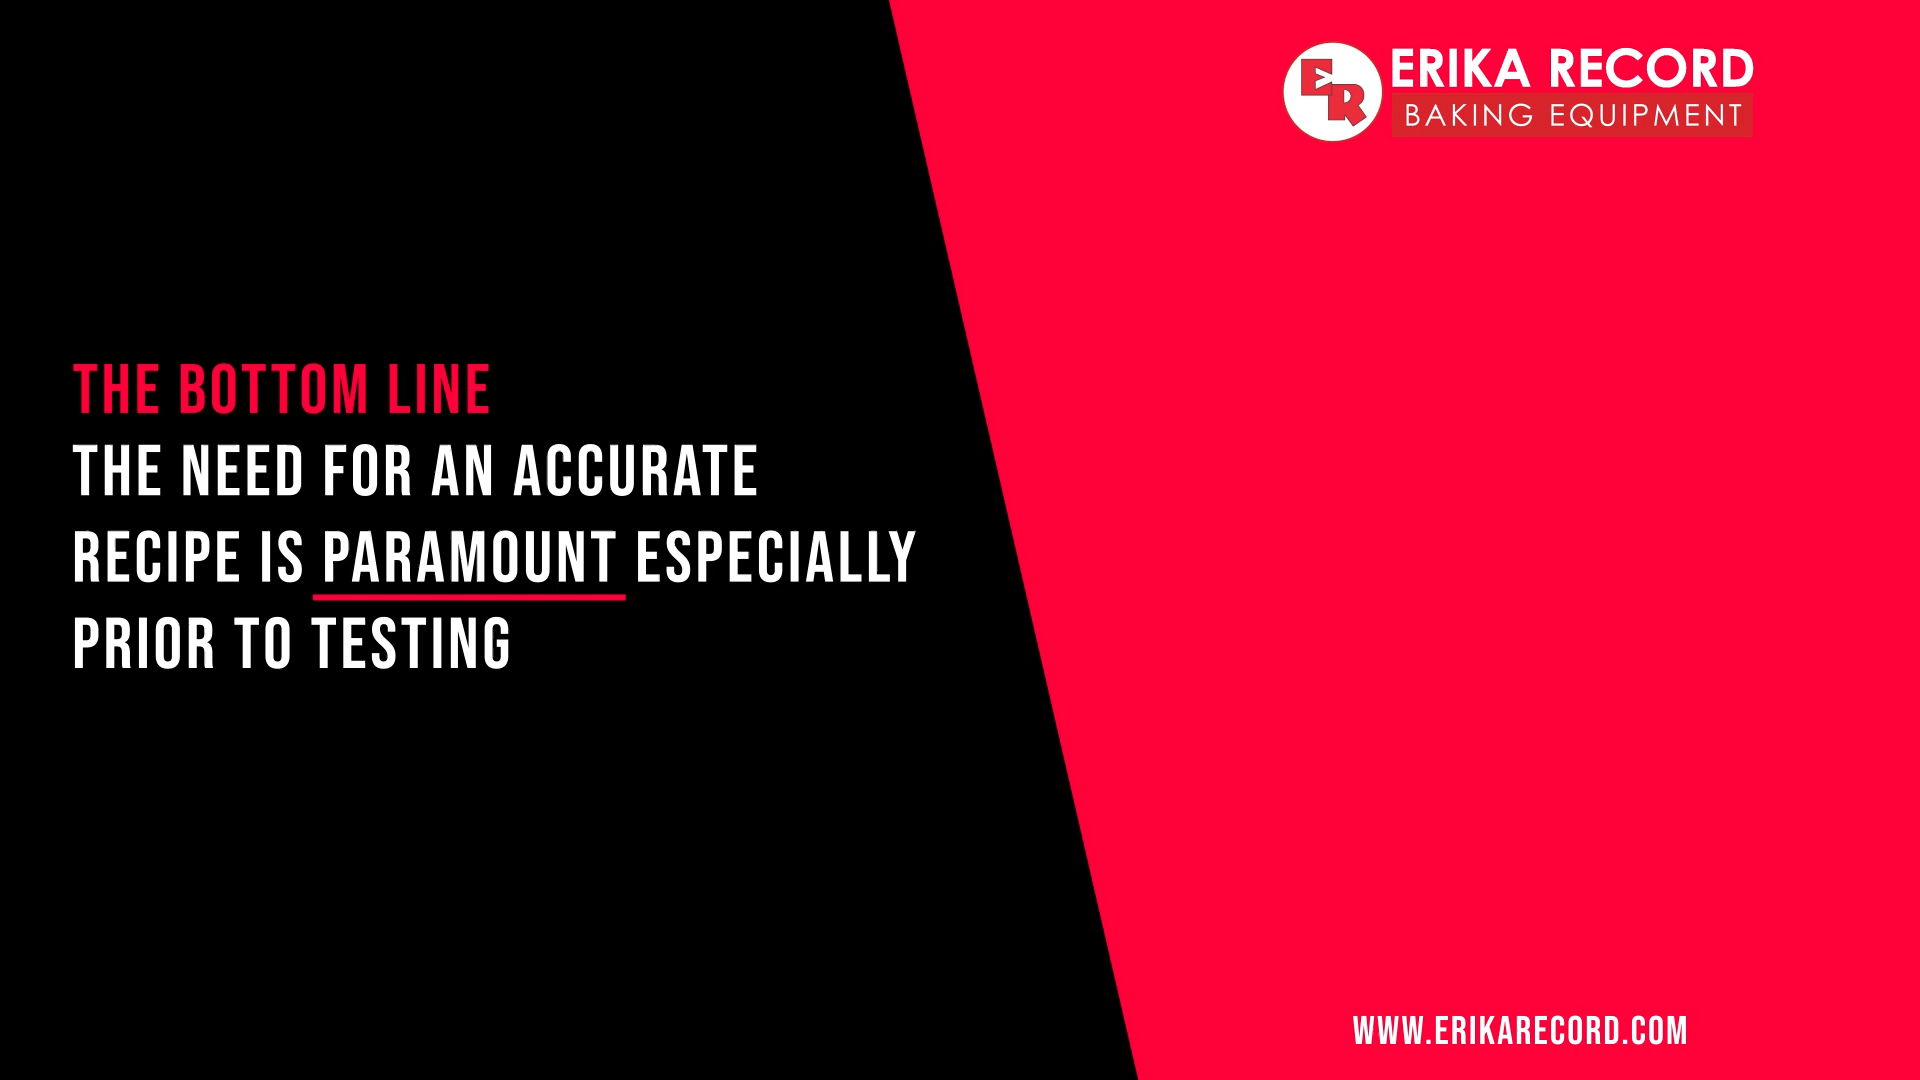 ER
ERIKA RECORD
BAKING EQUIPMENT
THE BOTTOM LINE
THE NEED FOR AN ACCURATE
RECIPE IS PARAMOUNT ESPECIALLY
PRIOR TO TESTING
WWW.ERIKARECORD.COM